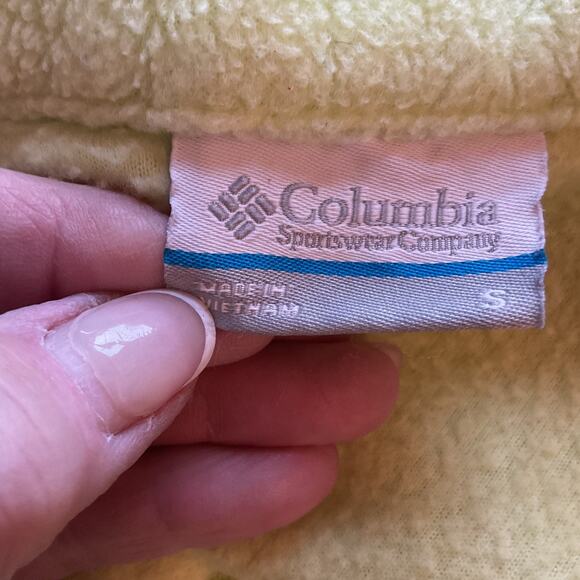 Columbia
Sportswear Company
MADE IN
VIETNAM
S